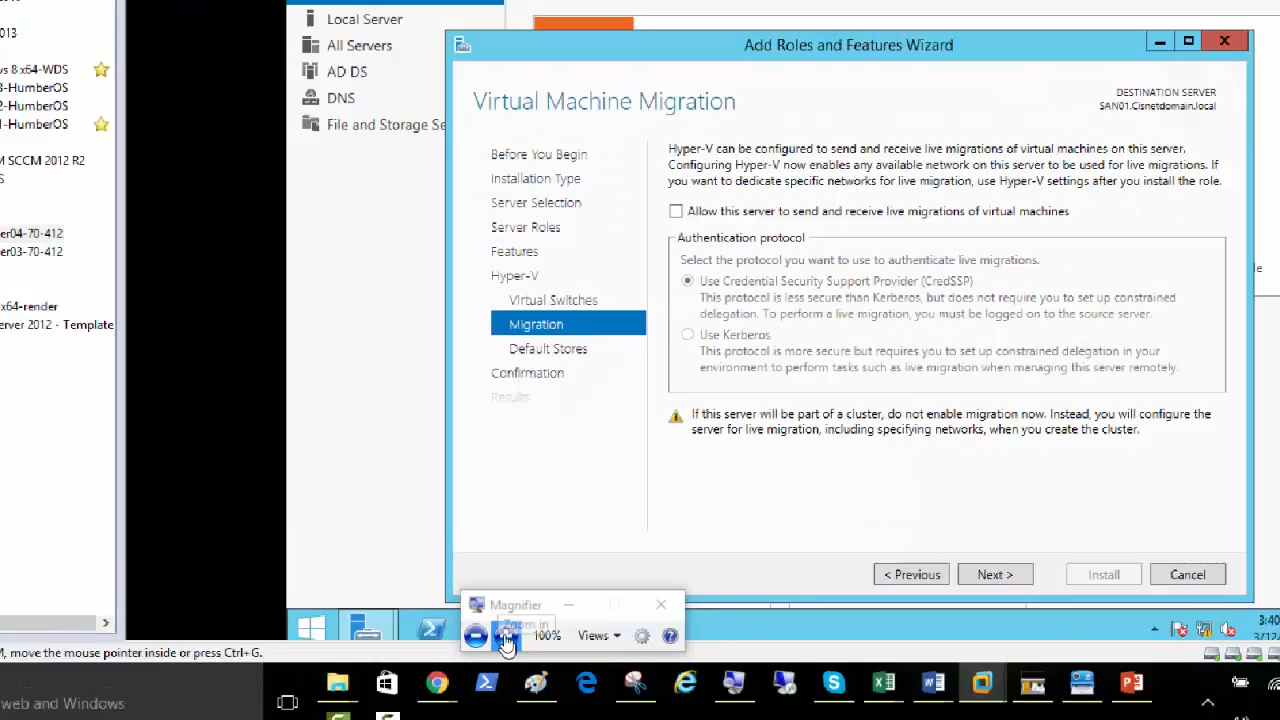 2013
s 8 x64-WDS
3-HumberOS
2-HumberOS
1-HumberOS
M SCCM 2012 R2
S
er04-70-412
er03-70-412
x64-render
erver 2012 - Template
M, move the mouse pointer inside or press Ctrl+G.
Local Server
All Servers
AD DS
DNS
File and Storage Se
Add Roles and Features Wizard
Virtual Machine Migration
DESTINATION SERVER
SAN01.Cisnetdomain.local
Before You Begin
Installation Type
Server Selection
Server Roles
Features
Hyper-V
Virtual Switches
Migration
Default Stores
Confirmation
Results
Hyper-V can be configured to send and receive live migrations of virtual machines on this server.
Configuring Hyper-V now enables any available network on this server to be used for live migrations. If
you want to dedicate specific networks for live migration, use Hyper-V settings after you install the role.
Allow this server to send and receive live migrations of virtual machines
Authentication protocol
Select the protocol you want to use to authenticate live migrations.
Use Credential Security Support Provider (CredSSP)
This protocol is less secure than Kerberos, but does not require you to set up constrained
delegation. To perform a live migration, you must be logged on to the source server.
Use Kerberos
This protocol is more secure but requires you to set up constrained delegation in your
environment to perform tasks such as live migration when managing this server remotely.
If this server will be part of a cluster, do not enable migration now. Instead, you will configure the
server for live migration, including specifying networks, when you create the cluster.
< Previous
Next >
Install
Cancel
Magnifier
Zoom in
100%
Views
3:40
3/12/
web and Windows